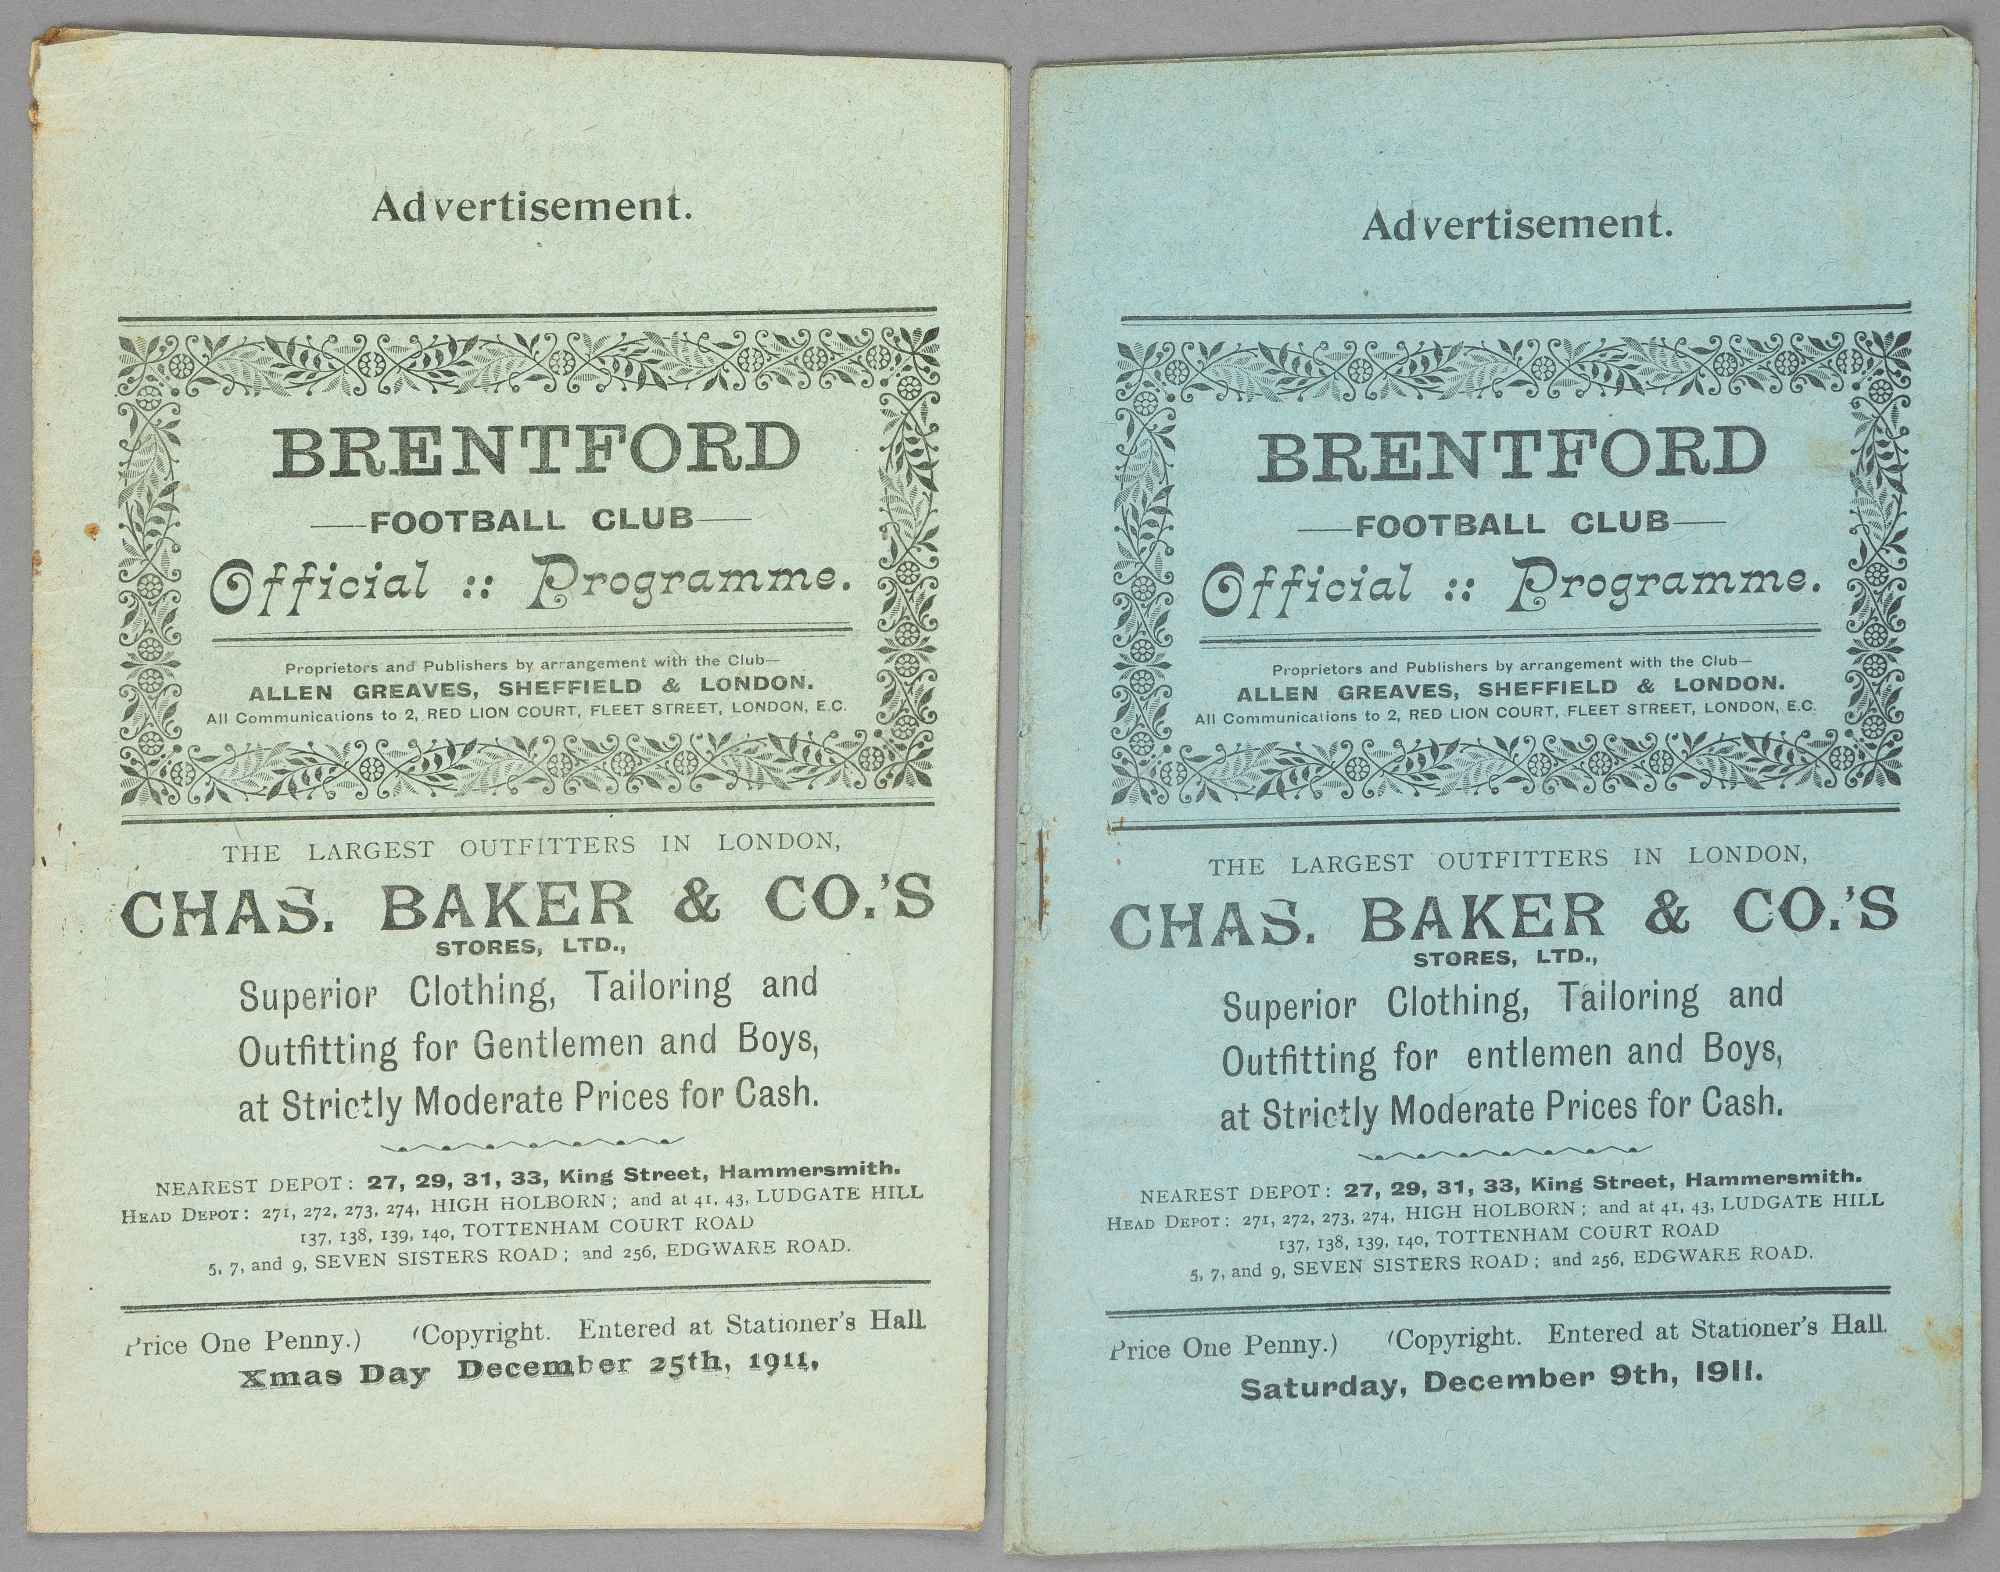 Advertisement.
BRENTFORD
FOOTBALL CLUB
Official :: Programme.
Proprietors and Publishers by arrangement with the Club—
ALLEN GREAVES, SHEFFIELD & LONDON.
All Communications to 2, RED LION COURT, FLEET STREET, LONDON, E.C.
THE LARGEST OUTFITTERS IN LONDON,
CHAS. BAKER & CO.'S
STORES, LTD.,
Superior Clothing, Tailoring and
Outfitting for Gentlemen and Boys,
at Strictly Moderate Prices for Cash.
NEAREST DEPOT: 27, 29, 31, 33, King Street, Hammersmith.
HEAD DEPOT: 271, 272, 273, 274, HIGH HOLBORN; and at 41, 43, LUDGATE HILL
137, 138, 139, 140, TOTTENHAM COURT ROAD
5, 7, and 9, SEVEN SISTERS ROAD; and 256, EDGWARE ROAD.
Price One Penny.) (Copyright. Entered at Stationer's Hall
Xmas Day December 25th, 1911.
Advertisement.
BRENTFORD
FOOTBALL CLUB
Official :: Programme.
Proprietors and Publishers by arrangement with the Club—
ALLEN GREAVES, SHEFFIELD & LONDON.
All Communications to 2, RED LION COURT, FLEET STREET, LONDON, E.C.
THE LARGEST OUTFITTERS IN LONDON,
CHAS. BAKER & CO.'S
STORES, LTD.,
Superior Clothing, Tailoring and
Outfitting for entlemen and Boys,
at Strictly Moderate Prices for Cash.
NEAREST DEPOT: 27, 29, 31, 33, King Street, Hammersmith.
HEAD DEPOT: 271, 272, 273, 274, HIGH HOLBORN; and at 41, 43, LUDGATE HILL
137, 138, 139, 140, TOTTENHAM COURT ROAD
5, 7, and 9, SEVEN SISTERS ROAD; and 256, EDGWARE ROAD.
Price One Penny.) (Copyright. Entered at Stationer's Hall.
Saturday, December 9th, 1911.